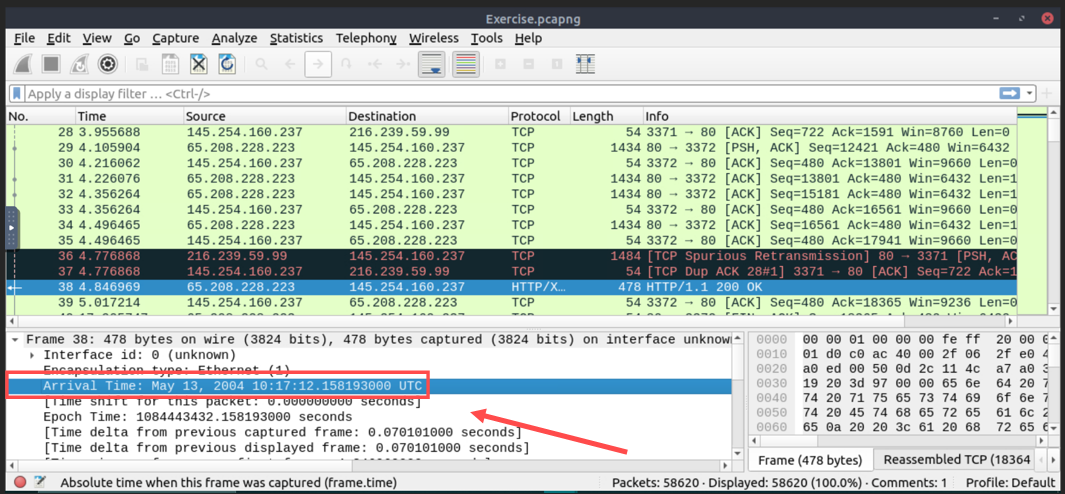 Exercise.pcapng
File Edit View Go Capture Analyze Statistics Telephony Wireless Tools Help
Apply a display filter … <Ctrl-/>
No. Time Source Destination Protocol Length Info
28 3.955688 145.254.160.237 216.239.59.99 TCP 54 3371 → 80 [ACK] Seq=722 Ack=1591 Win=8760 Len=0
29 4.105904 65.208.228.223 145.254.160.237 TCP 1434 80 → 3372 [PSH, ACK] Seq=12421 Ack=480 Win=6432
30 4.216062 145.254.160.237 65.208.228.223 TCP 54 3372 → 80 [ACK] Seq=480 Ack=13801 Win=9660 Len=0
31 4.226076 65.208.228.223 145.254.160.237 TCP 1434 80 → 3372 [ACK] Seq=13801 Ack=480 Win=6432 Len=1
32 4.356264 65.208.228.223 145.254.160.237 TCP 1434 80 → 3372 [ACK] Seq=15181 Ack=480 Win=6432 Len=1
33 4.356264 145.254.160.237 65.208.228.223 TCP 54 3372 → 80 [ACK] Seq=480 Ack=16561 Win=9660 Len=0
34 4.496465 65.208.228.223 145.254.160.237 TCP 1434 80 → 3372 [ACK] Seq=16561 Ack=480 Win=6432 Len=1
35 4.496465 145.254.160.237 65.208.228.223 TCP 54 3372 → 80 [ACK] Seq=480 Ack=17941 Win=9660 Len=0
36 4.776868 216.239.59.99 145.254.160.237 TCP 1484 [TCP Spurious Retransmission] 80 → 3371 [PSH, AC
37 4.776868 145.254.160.237 216.239.59.99 TCP 54 [TCP Dup ACK 28#1] 3371 → 80 [ACK] Seq=722 Ack=1
38 4.846969 65.208.228.223 145.254.160.237 HTTP/X… 478 HTTP/1.1 200 OK
39 5.017214 145.254.160.237 65.208.228.223 TCP 54 3372 → 80 [ACK] Seq=480 Ack=18365 Win=9236 Len=0
Frame 38: 478 bytes on wire (3824 bits), 478 bytes captured (3824 bits) on interface unknown
Interface id: 0 (unknown)
Encapsulation type: Ethernet (1)
Arrival Time: May 13, 2004 10:17:12.158193000 UTC
[Time shift for this packet: 0.000000000 seconds]
Epoch Time: 1084443432.158193000 seconds
[Time delta from previous captured frame: 0.070101000 seconds]
[Time delta from previous displayed frame: 0.070101000 seconds]
0000 00 00 01 00 00 00 fe ff 20 00 0
0010 01 d0 c0 ac 40 00 2f 06 2f e0 4
0020 a0 ed 00 50 0d 2c 11 4c a7 a0 3
0030 19 20 3d 97 00 00 65 6e 64 20 7
0040 74 20 71 75 65 73 74 69 6f 6e 7
0050 74 20 45 74 68 65 72 65 61 6c 2
0060 65 0a 20 20 3c 61 20 68 72 65 6
Frame (478 bytes) Reassembled TCP (18364
Absolute time when this frame was captured (frame.time) Packets: 58620 · Displayed: 58620 (100.0%) · Comments: 1 Profile: Default